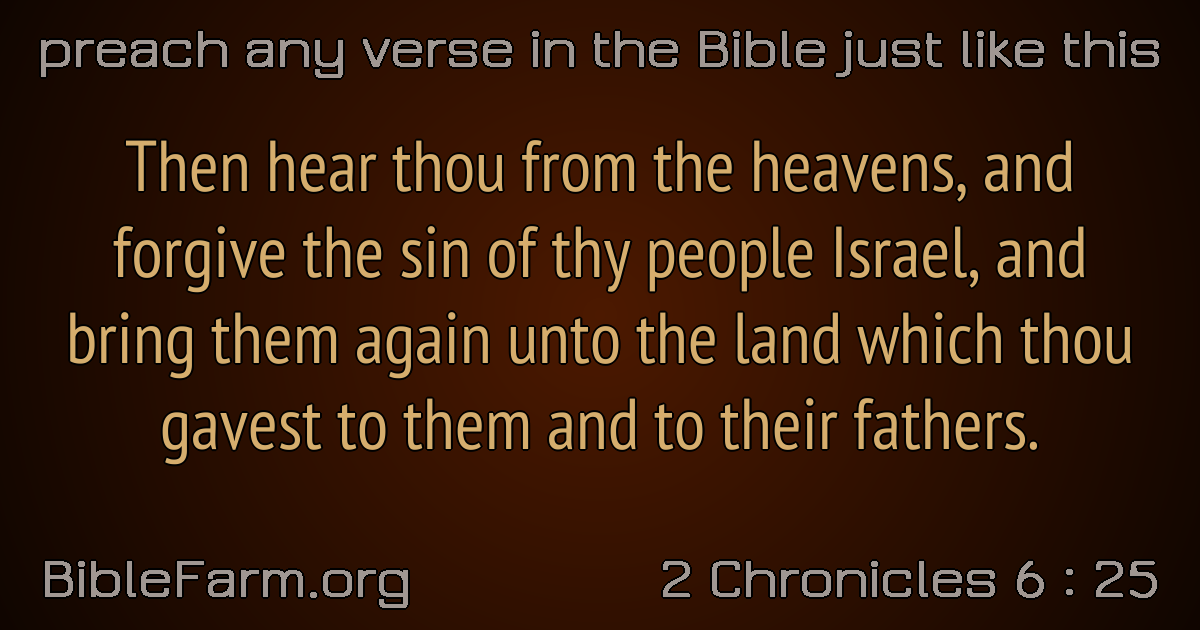 preach any verse in the Bible just like this
Then hear thou from the heavens, and
forgive the sin of thy people Israel, and
bring them again unto the land which thou
gavest to them and to their fathers.
BibleFarm.org
2 Chronicles 6 : 25